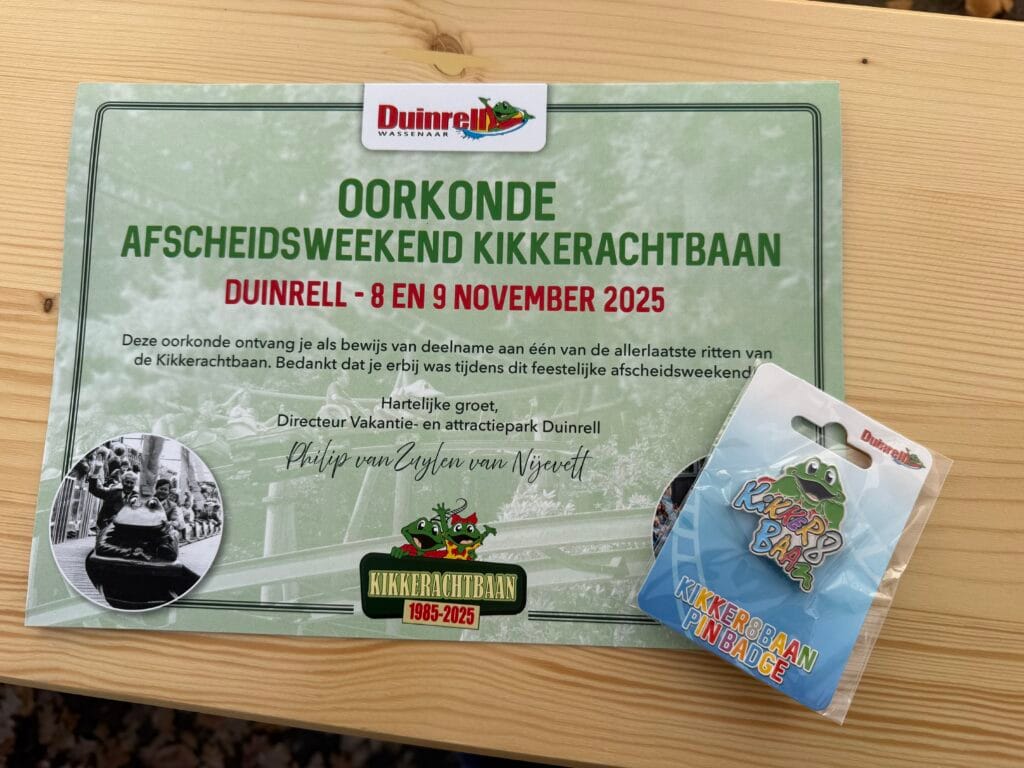 Duinrell
WASSENAAR
OORKONDE
AFSCHEIDSWEEKEND KIKKERACHTBAAN
DUINRELL - 8 EN 9 NOVEMBER 2025
Deze oorkonde ontvang je als bewijs van deelname aan één van de allerlaatste ritten van
de Kikkerachtbaan. Bedankt dat je erbij was tijdens dit feestelijke afscheidsweekend!
Hartelijke groet,
Directeur Vakantie- en attractiepark Duinrell
Philip van Zuylen van Nijevelt
KIKKERACHTBAAN
1985-2025
Duinrell
KIKKER8
BAAN
KIKKER8BAAN
PIN BADGE